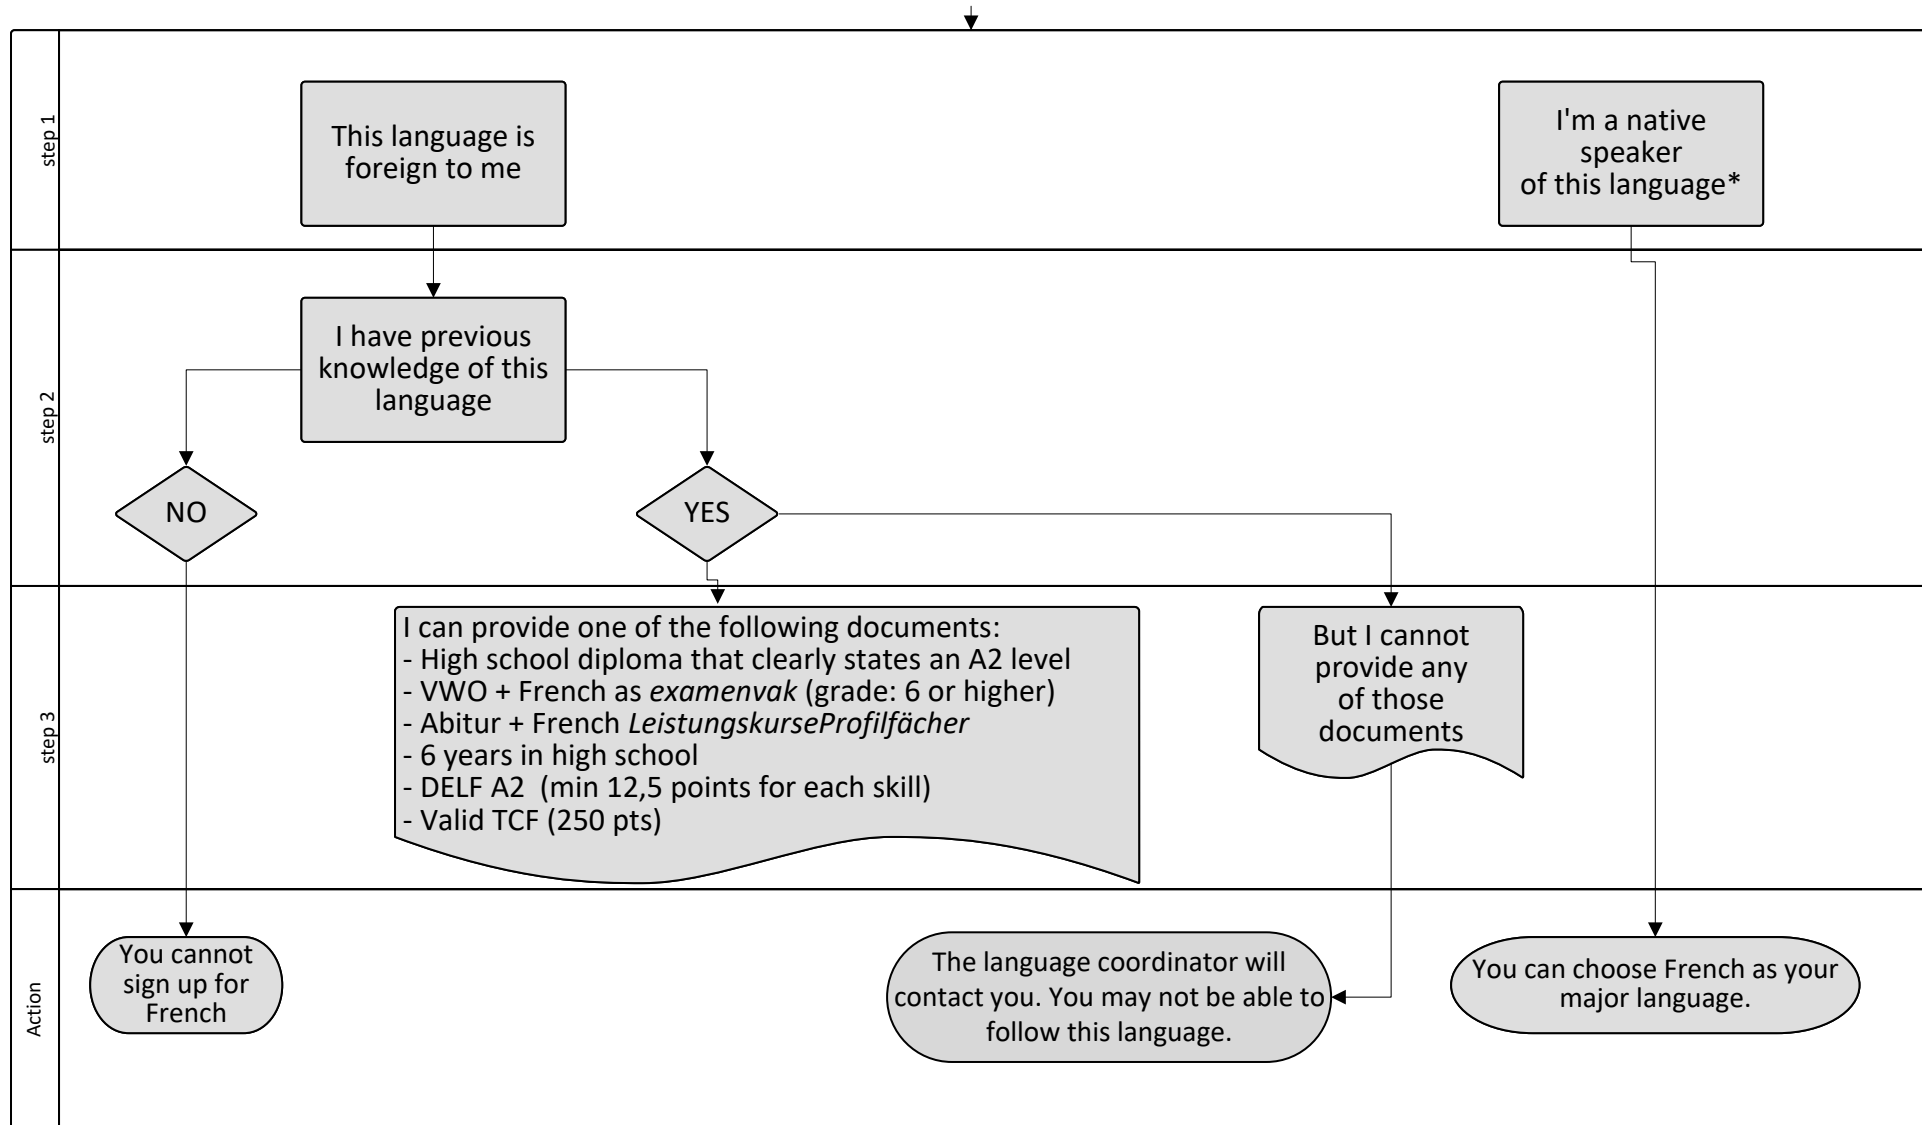 step 1
This language is
foreign to me
I'm a native
speaker
of this language*
step 2
I have previous
knowledge of this
language
NO
YES
step 3
I can provide one of the following documents:
- High school diploma that clearly states an A2 level
- VWO + French as examenvak (grade: 6 or higher)
- Abitur + French LeistungskurseProfilfächer
- 6 years in high school
- DELF A2  (min 12,5 points for each skill)
- Valid TCF (250 pts)
But I cannot
provide any
of those
documents
Action
You cannot
sign up for
French
The language coordinator will
contact you. You may not be able to
follow this language.
You can choose French as your
major language.